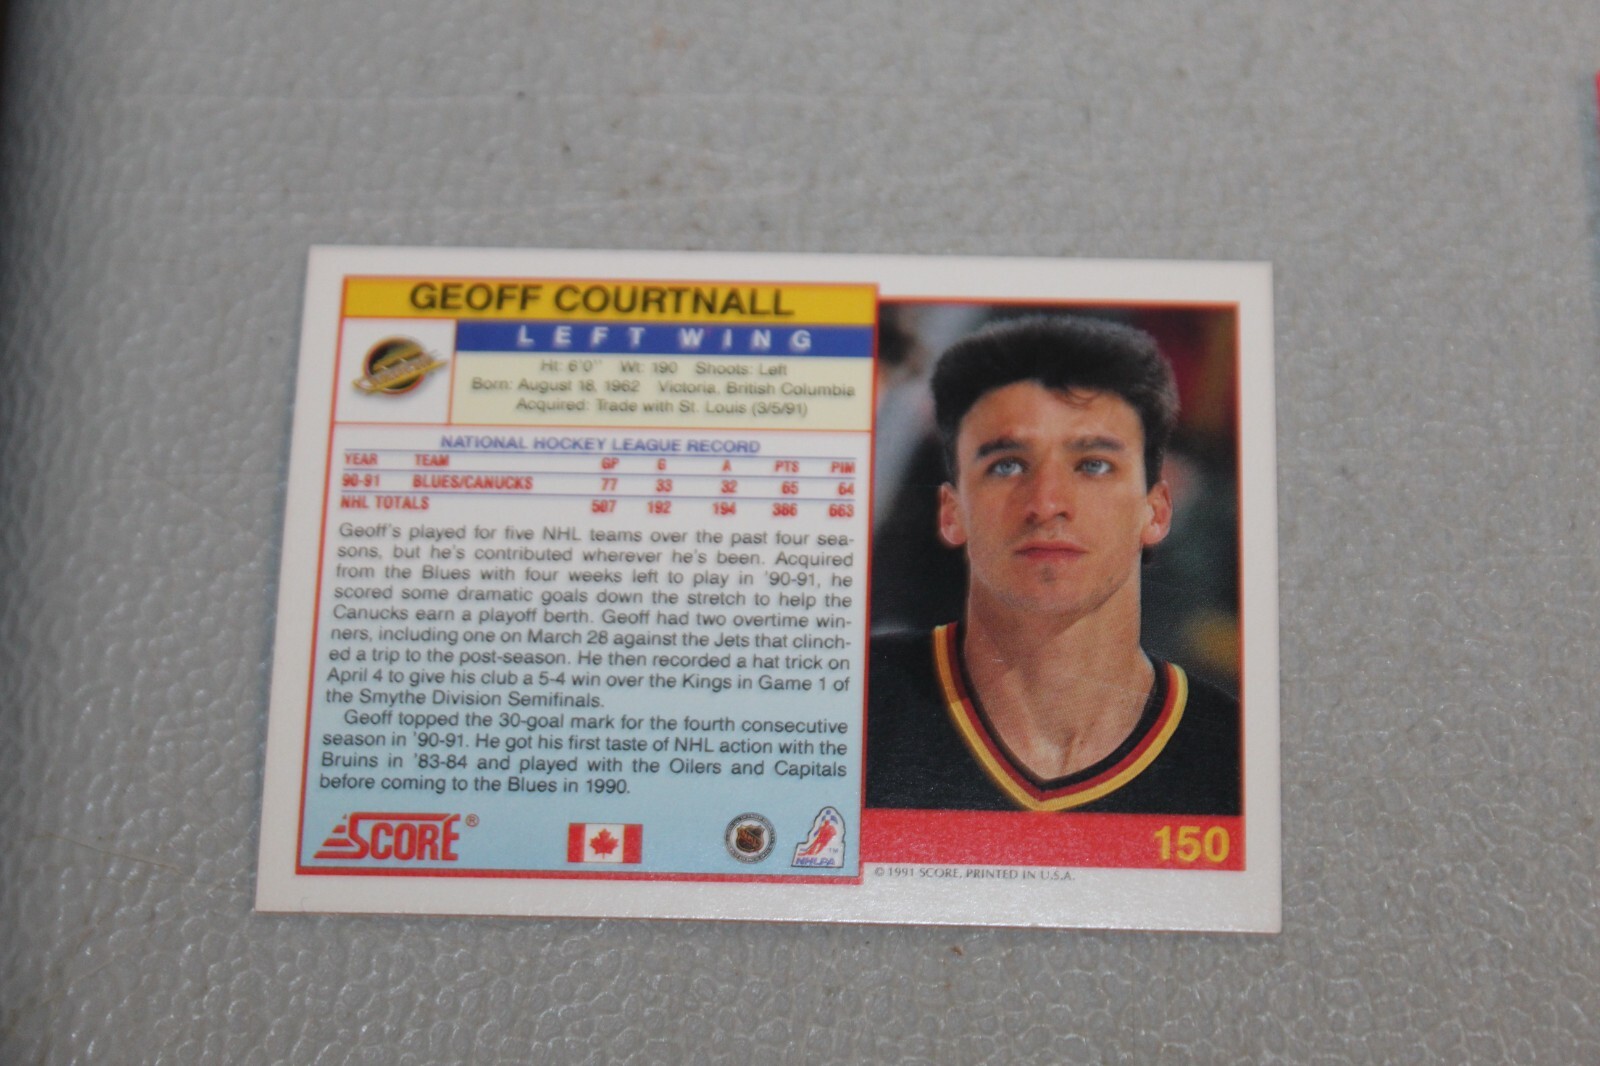 GEOFF COURTNALL
LEFT WING
Ht: 6'0" Wt: 190 Shoots: Left
Born: August 18, 1962 Victoria, British Columbia
Acquired: Trade with St. Louis (3/5/91)
NATIONAL HOCKEY LEAGUE RECORD
YEAR TEAM GP G A PTS PIM
90-91 BLUES/CANUCKS 77 33 32 65 64
NHL TOTALS 507 192 194 386 663
Geoff's played for five NHL teams over the past four sea-
sons, but he's contributed wherever he's been. Acquired
from the Blues with four weeks left to play in '90-91, he
scored some dramatic goals down the stretch to help the
Canucks earn a playoff berth. Geoff had two overtime win-
ners, including one on March 28 against the Jets that clinch-
ed a trip to the post-season. He then recorded a hat trick on
April 4 to give his club a 5-4 win over the Kings in Game 1 of
the Smythe Division Semifinals.
Geoff topped the 30-goal mark for the fourth consecutive
season in '90-91. He got his first taste of NHL action with the
Bruins in '83-84 and played with the Oilers and Capitals
before coming to the Blues in 1990.
SCORE®
NHLPA
TM
150
© 1991 SCORE, PRINTED IN U.S.A.